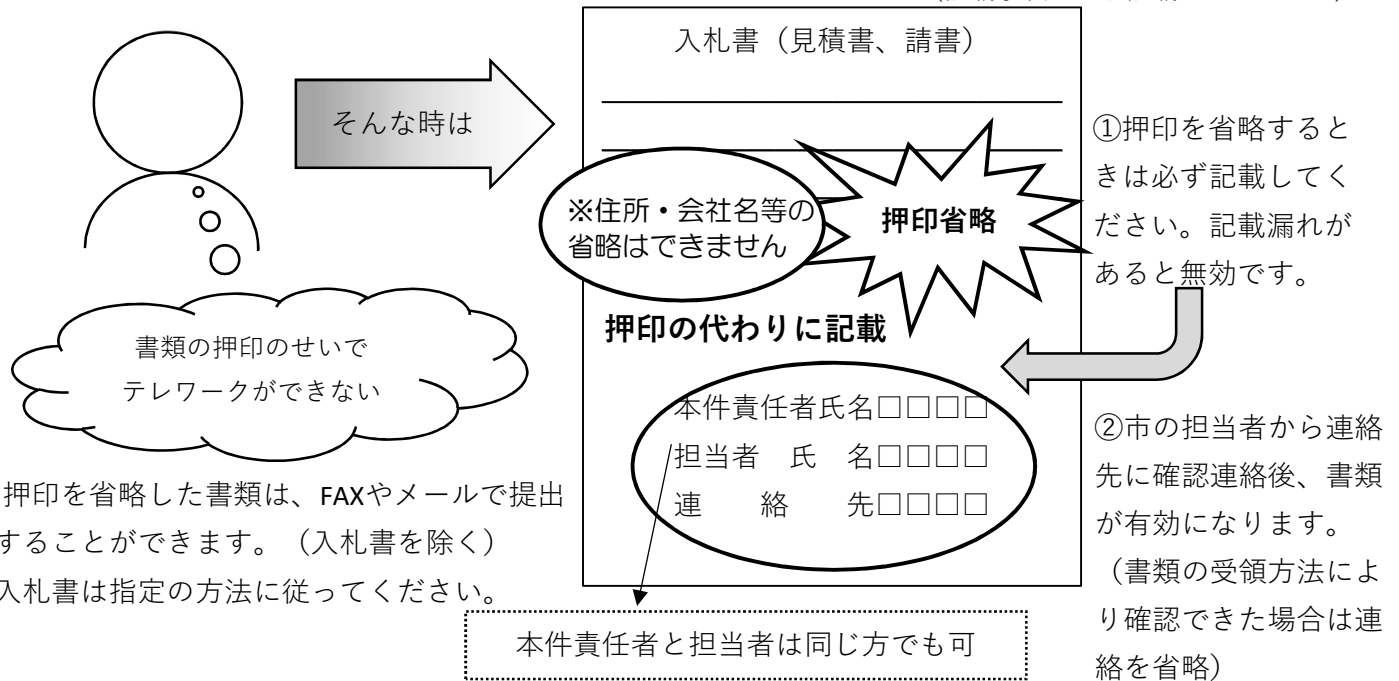 入札書（見積書、請書）
そんな時は
※住所・会社名等の
省略はできません
押印省略
①押印を省略すると
きは必ず記載してく
ださい。記載漏れが
あると無効です。
押印の代わりに記載
書類の押印のせいで
テレワークができない
本件責任者氏名□□□□
担当者　氏　名□□□□
連　　絡　　先□□□□
②市の担当者から連絡
先に確認連絡後、書類
が有効になります。
（書類の受領方法によ
り確認できた場合は連
絡を省略）
押印を省略した書類は、FAXやメールで提出
することができます。（入札書を除く）
入札書は指定の方法に従ってください。
本件責任者と担当者は同じ方でも可